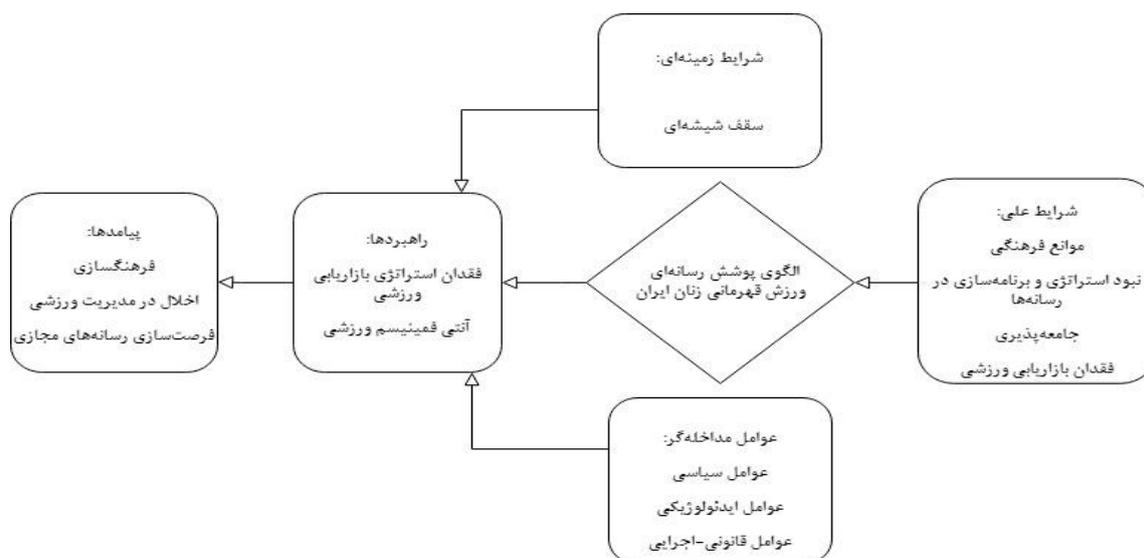 شرایط زمینه‌ای:
سقف شیشه‌ای
شرایط علی:
موانع فرهنگی
نبود استراتژی و برنامه‌سازی در
رسانه‌ها
جامعه‌پذیری
فقدان بازاریابی ورزشی
الگوی پوشش رسانه‌ای
ورزش قهرمانی زنان ایران
راهبردها:
فقدان استراتژی بازاریابی
ورزشی
آنتی فمینیسم ورزشی
پیامدها:
فرهنگسازی
اخلال در مدیریت ورزشی
فرصت‌سازی رسانه‌های مجازی
عوامل مداخله‌گر:
عوامل سیاسی
عوامل ایدئولوژیکی
عوامل قانونی-اجرایی